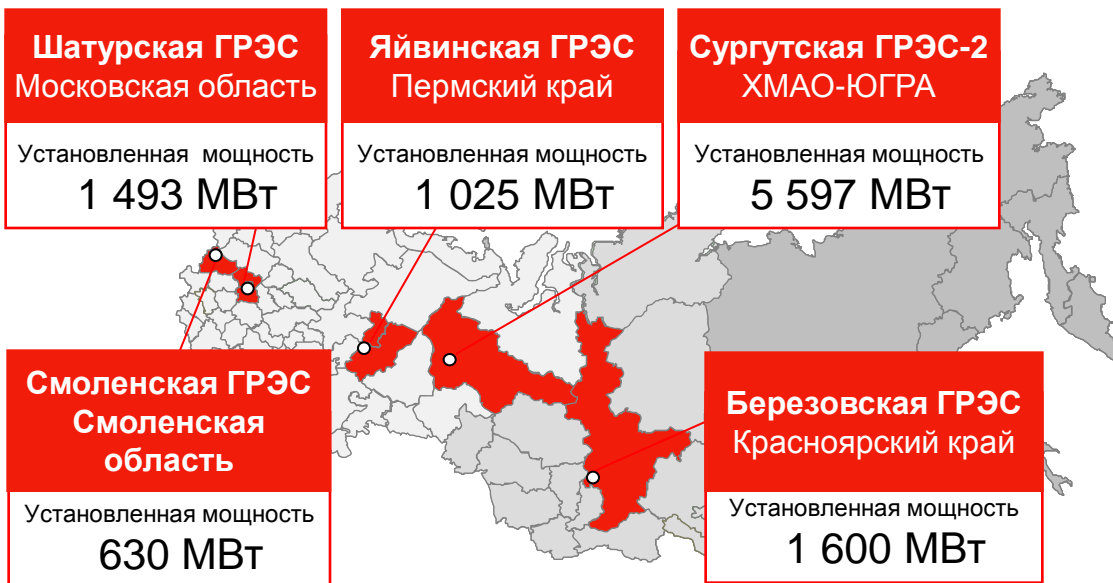 Шатурская ГРЭС
Московская область
Установленная мощность
1 493 МВт
Яйвинская ГРЭС
Пермский край
Установленная мощность
1 025 МВт
Сургутская ГРЭС-2
ХМАО-ЮГРА
Установленная мощность
5 597 МВт
Смоленская ГРЭС
Смоленская
область
Установленная мощность
630 МВт
Березовская ГРЭС
Красноярский край
Установленная мощность
1 600 МВт